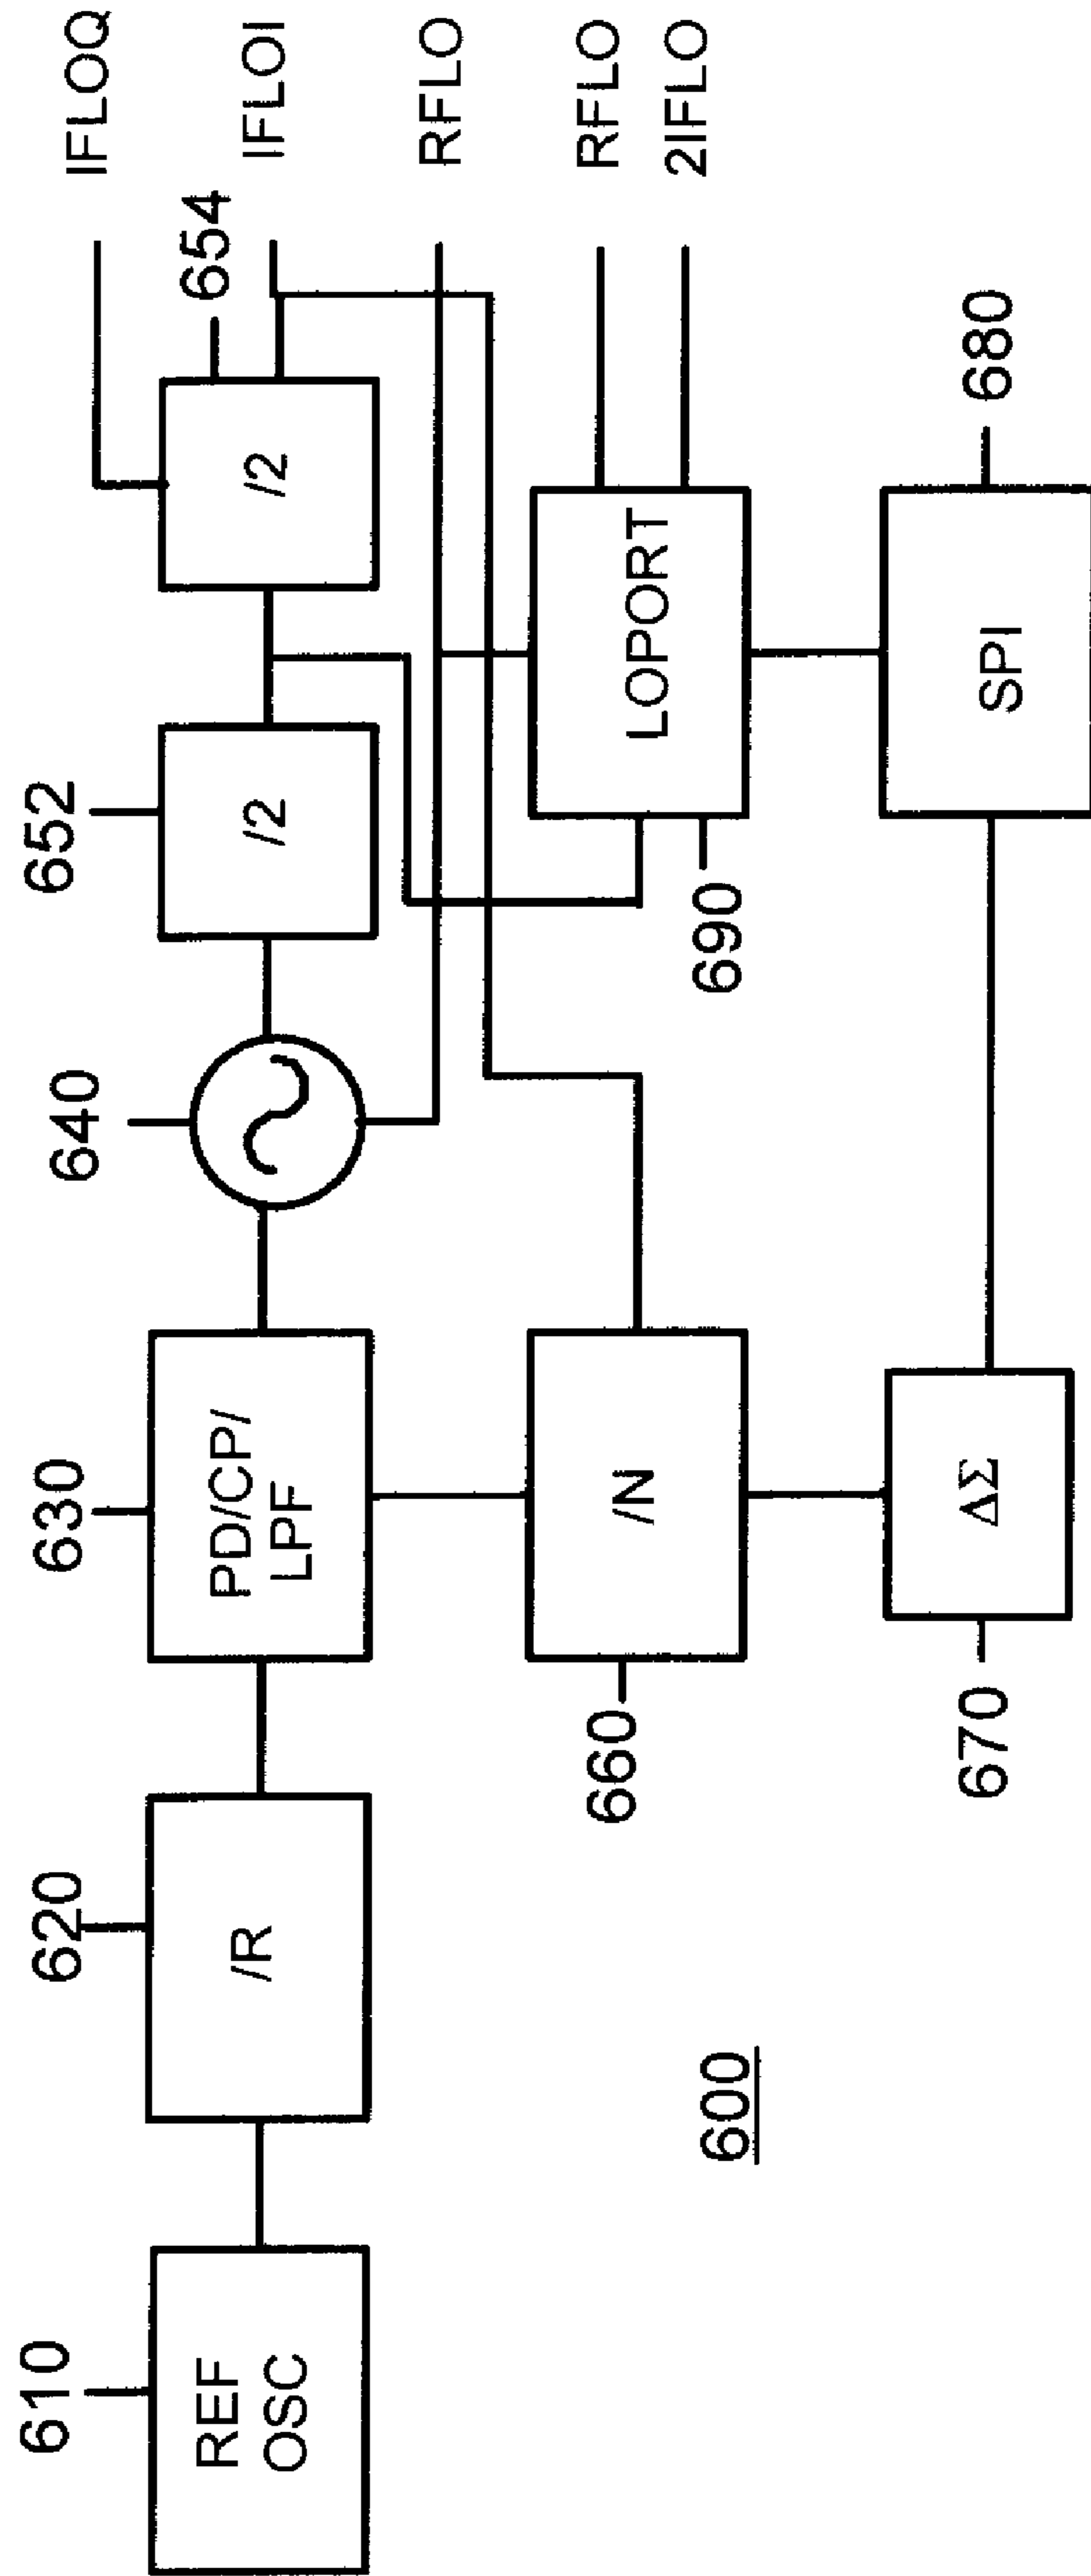 610
620
630
640
652
654
IFLOQ
IFLOI
RFLO
RFLO
2IFLO
REF
OSC
/R
PD/CP/
LPF
/2
/2
/N
660
LOPORT
690
ΔΣ
670
SPI
680
600